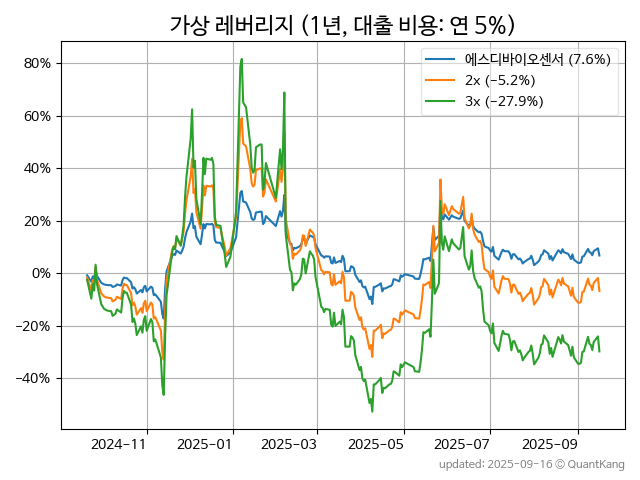 가상 레버리지 (1년, 대출 비용: 연 5%)
에스디바이오센서 (7.6%)
2x (−5.2%)
3x (−27.9%)
80%
60%
40%
20%
0%
−20%
−40%
2024-11
2025-01
2025-03
2025-05
2025-07
2025-09
updated: 2025-09-16 © QuantKang